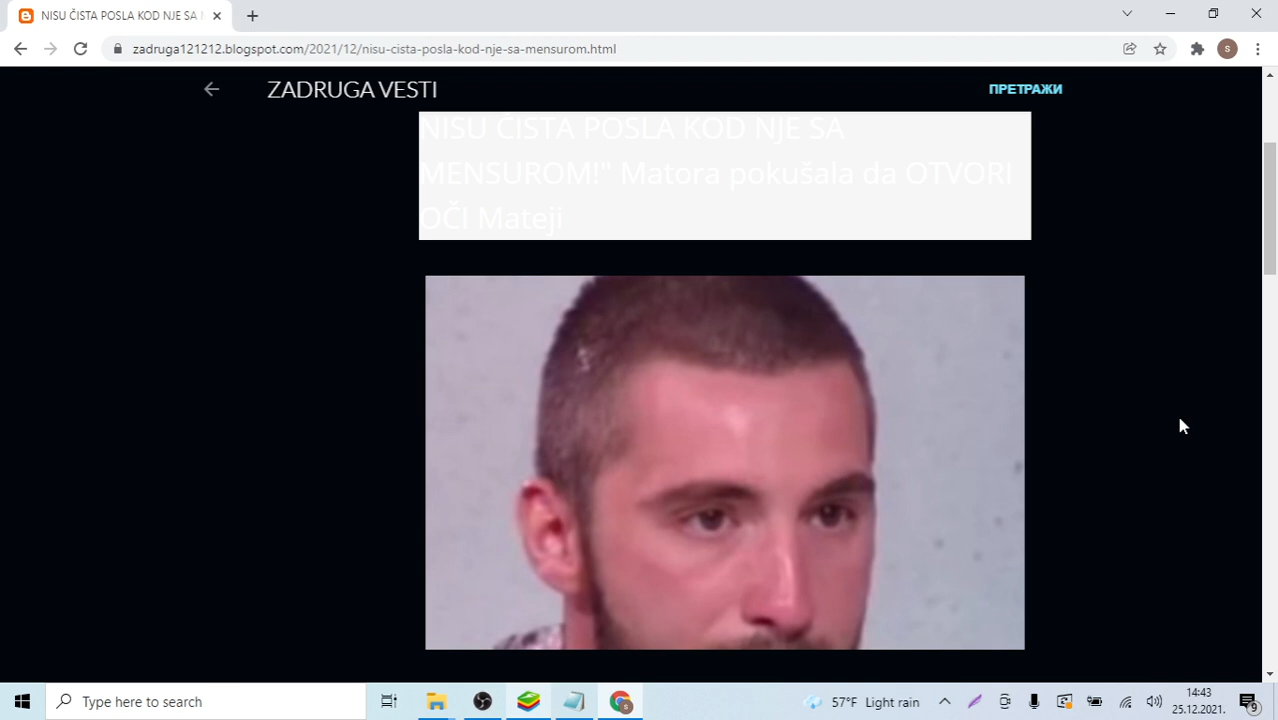 NISU ČISTA POSLA KOD NJE SA
zadruga121212.blogspot.com/2021/12/nisu-cista-posla-kod-nje-sa-mensurom.html
S
ZADRUGA VESTI
ПРЕТРАЖИ
NISU ČISTA POSLA KOD NJE SA
MENSUROM!" Matora pokušala da OTVORI
OČI Mateji
Type here to search
57°F Light rain
14:43
25.12.2021.
9